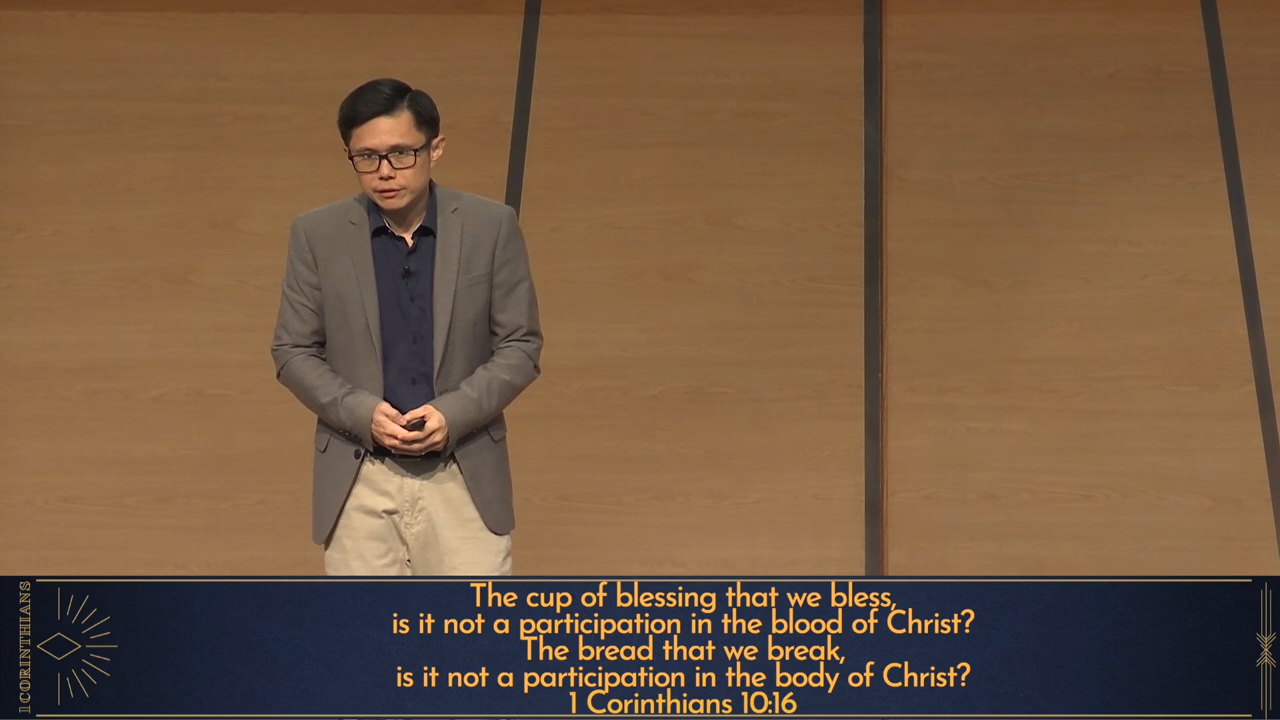 1 CORINTHIANS
The cup of blessing that we bless,
is it not a participation in the blood of Christ?
The bread that we break,
is it not a participation in the body of Christ?
1 Corinthians 10:16